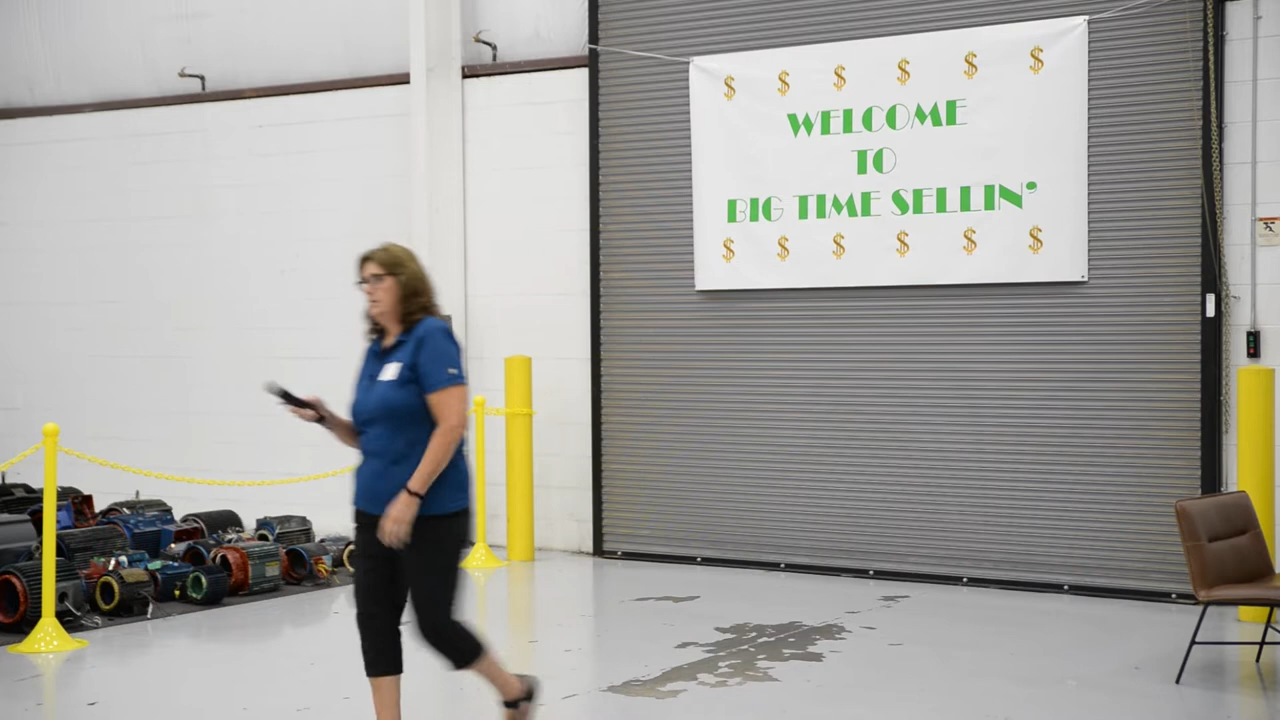 $ $ $ $ $ $
WELCOME
TO
BIG TIME SELLIN'
$ $ $ $ $ $